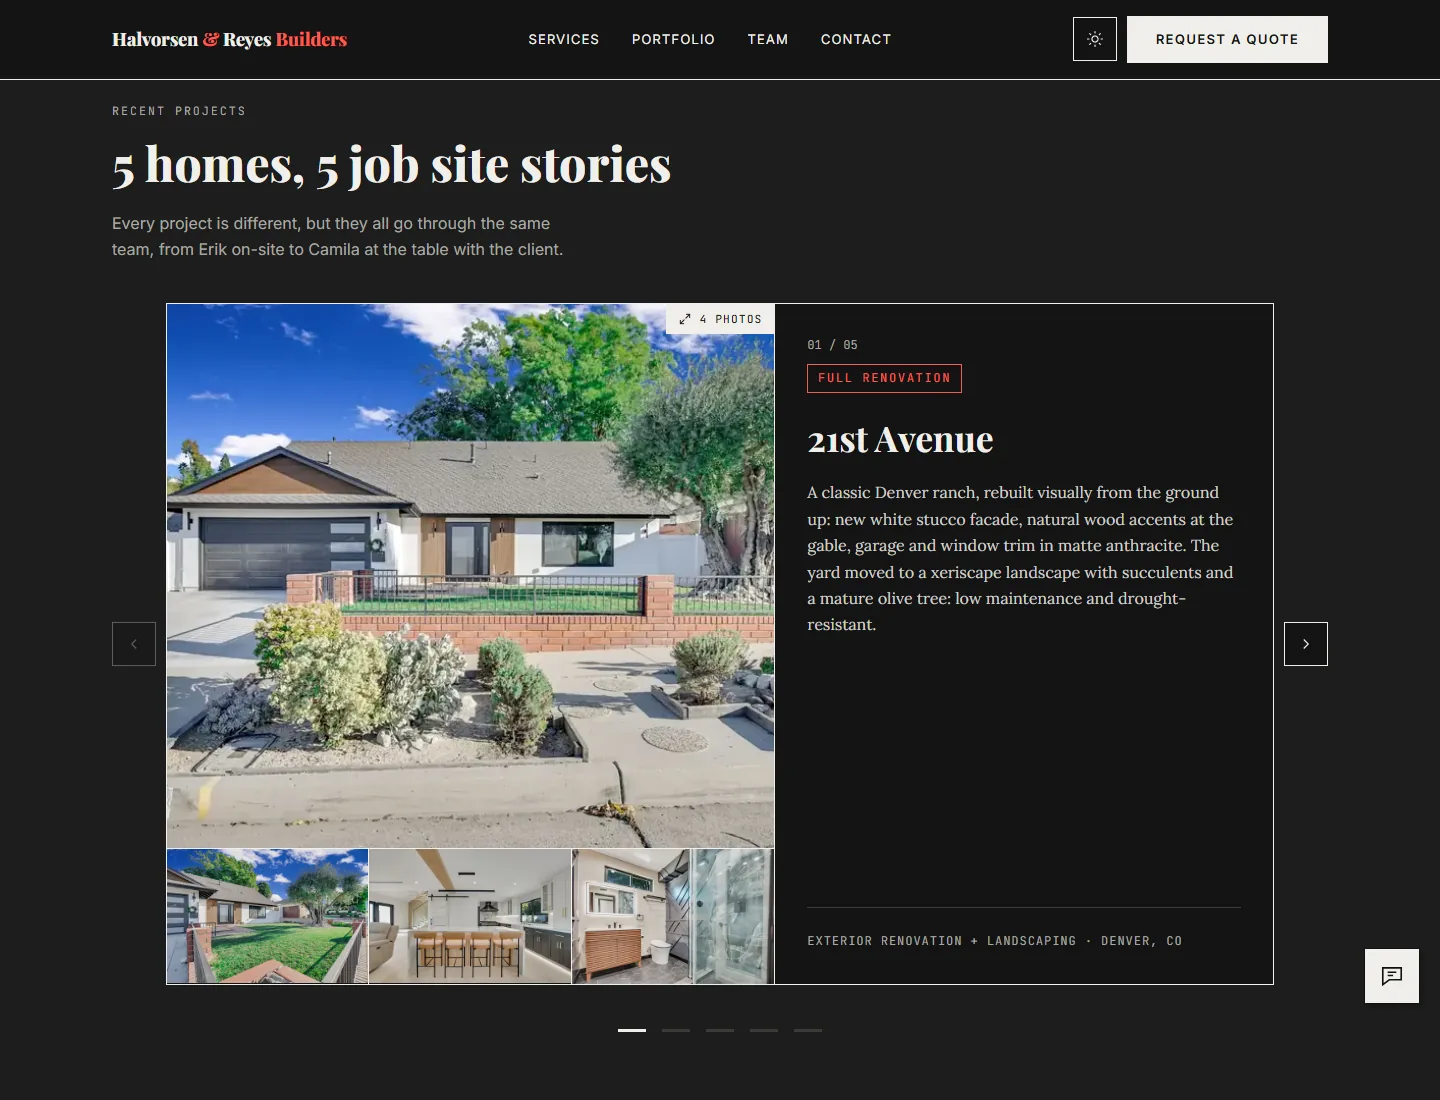 Halvorsen & Reyes Builders
SERVICES
PORTFOLIO
TEAM
CONTACT
REQUEST A QUOTE
RECENT PROJECTS
5 homes, 5 job site stories
Every project is different, but they all go through the same
team, from Erik on-site to Camila at the table with the client.
4 PHOTOS
01 / 05
FULL RENOVATION
21st Avenue
A classic Denver ranch, rebuilt visually from the ground
up: new white stucco facade, natural wood accents at the
gable, garage and window trim in matte anthracite. The
yard moved to a xeriscape landscape with succulents and
a mature olive tree: low maintenance and drought-
resistant.
EXTERIOR RENOVATION + LANDSCAPING · DENVER, CO